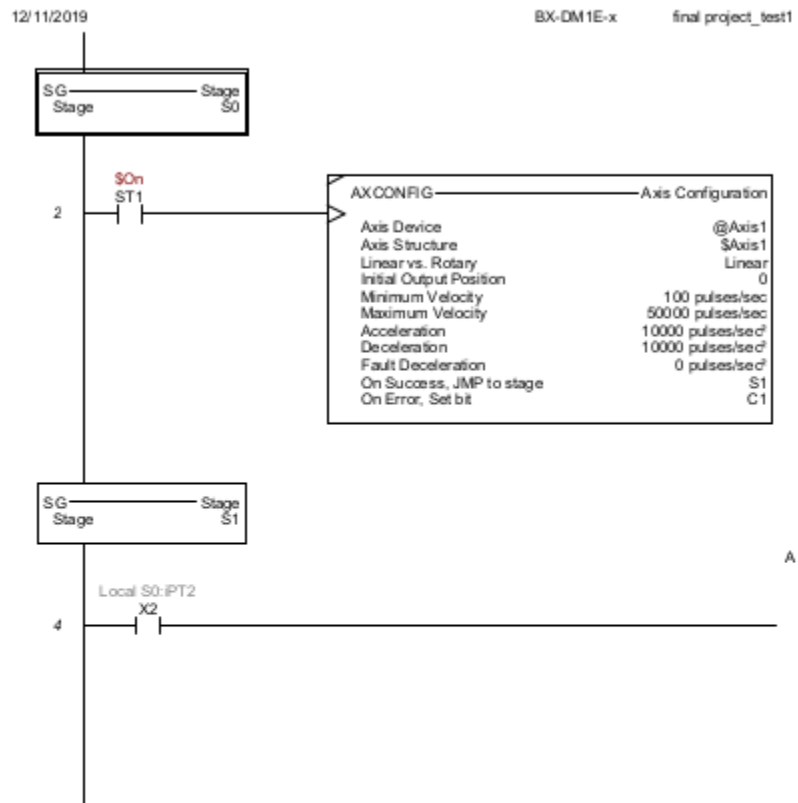 12/11/2019 BX-DM1E-x final project_test1
SG Stage
Stage S0
$On
ST1
2
AXCONFIG Axis Configuration
Axis Device @Axis1
Axis Structure $Axis1
Linear vs. Rotary Linear
Initial Output Position 0
Minimum Velocity 100 pulses/sec
Maximum Velocity 50000 pulses/sec
Acceleration 10000 pulses/sec²
Deceleration 10000 pulses/sec²
Fault Deceleration 0 pulses/sec²
On Success, JMP to stage S1
On Error, Set bit C1
SG Stage
Stage S1
A
Local S0:iPT2
X2
4